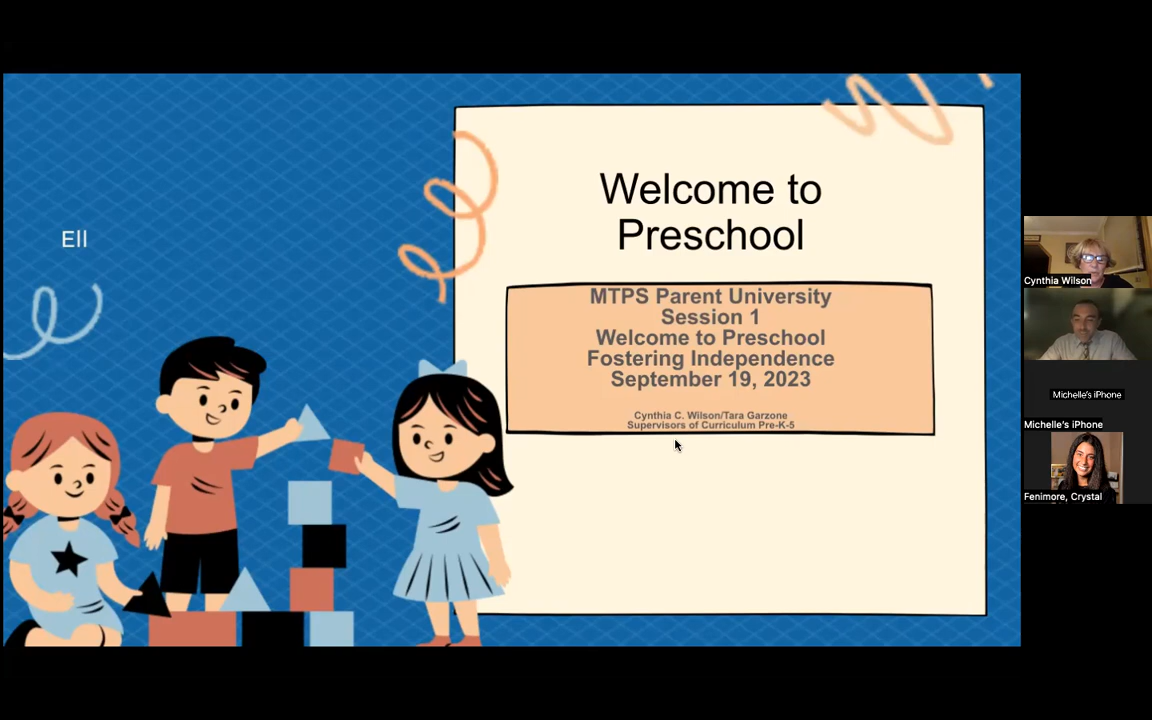 Ell
Welcome to
Preschool
MTPS Parent University
Session 1
Welcome to Preschool
Fostering Independence
September 19, 2023
Cynthia C. Wilson/Tara Garzone
Supervisors of Curriculum Pre-K-5
Cynthia Wilson
Michelle's iPhone
Michelle's iPhone
Fenimore, Crystal